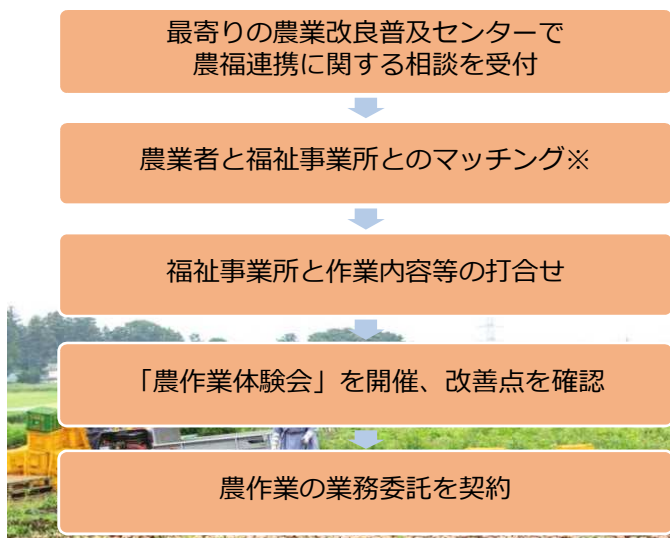 最寄りの農業改良普及センターで
農福連携に関する相談を受付
農業者と福祉事業所とのマッチング※
福祉事業所と作業内容等の打合せ
「農作業体験会」を開催、改善点を確認
農作業の業務委託を契約